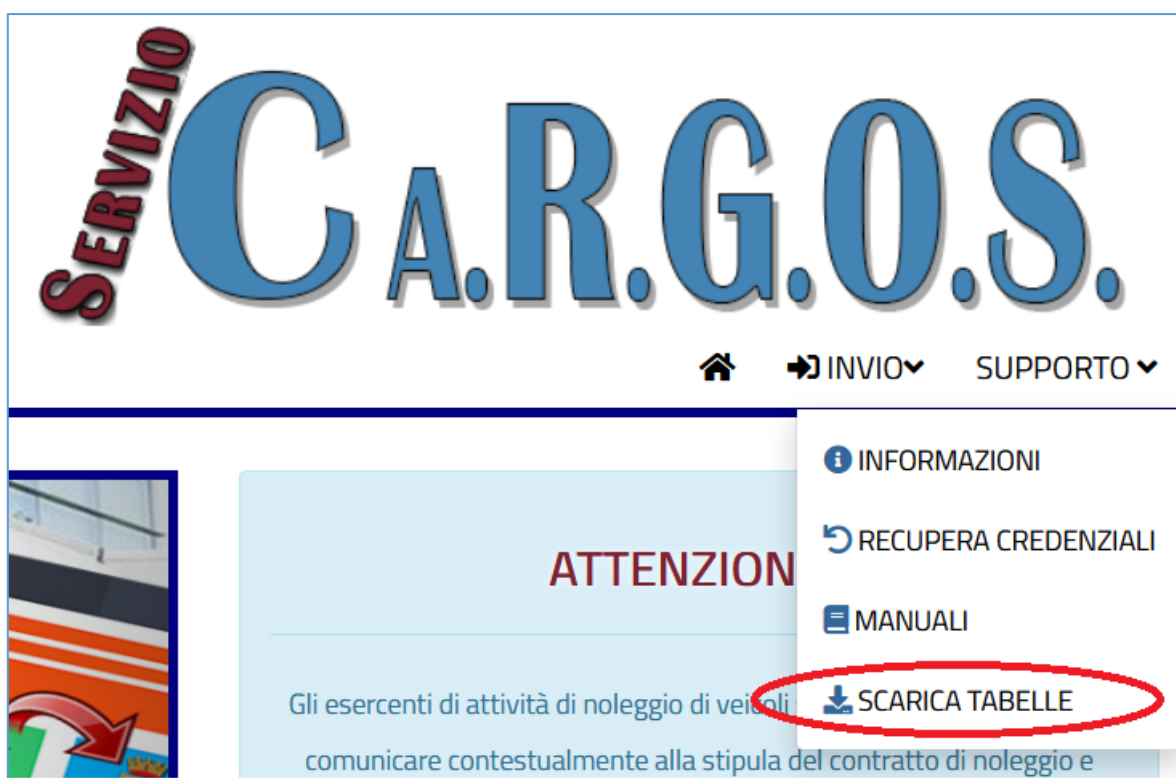 SERVIZIO
CA.R.G.O.S.
INVIO SUPPORTO
INFORMAZIONI
RECUPERA CREDENZIALI
MANUALI
SCARICA TABELLE
ATTENZION
Gli esercenti di attività di noleggio di veicoli
comunicare contestualmente alla stipula del contratto di noleggio e